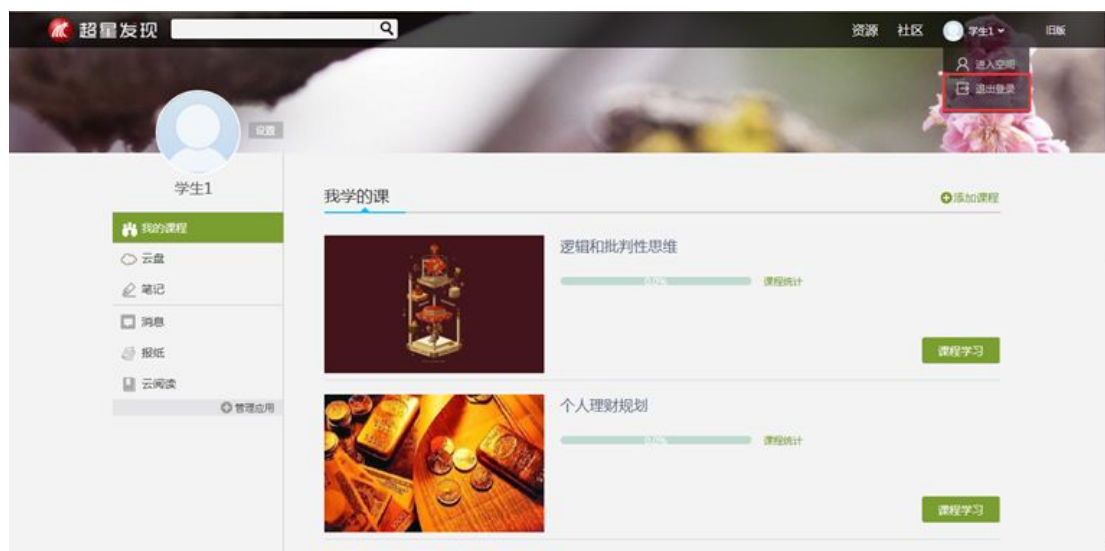 超星发现
资源 社区 学生1 旧版
进入空间
退出登录
设置
学生1
我的课程
云盘
笔记
消息
报纸
云阅读
管理应用
我学的课
添加课程
逻辑和批判性思维
0.0% 课程统计
课程学习
个人理财规划
0.0% 课程统计
课程学习